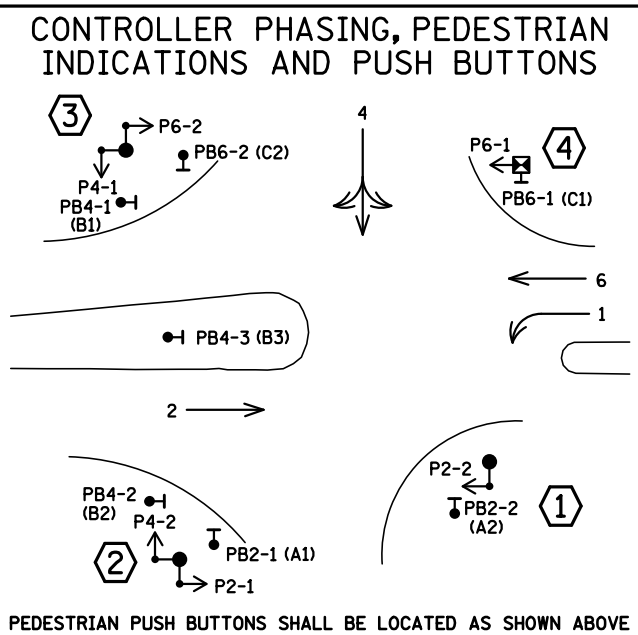 CONTROLLER PHASING, PEDESTRIAN
INDICATIONS AND PUSH BUTTONS
3
P6-2
PB6-2 (C2)
P4-1
PB4-1
(B1)
4
P6-1
4
PB6-1 (C1)
6
1
PB4-3 (B3)
2
PB4-2
(B2)
P4-2
2
PB2-1 (A1)
P2-1
P2-2
PB2-2
(A2)
1
PEDESTRIAN PUSH BUTTONS SHALL BE LOCATED AS SHOWN ABOVE